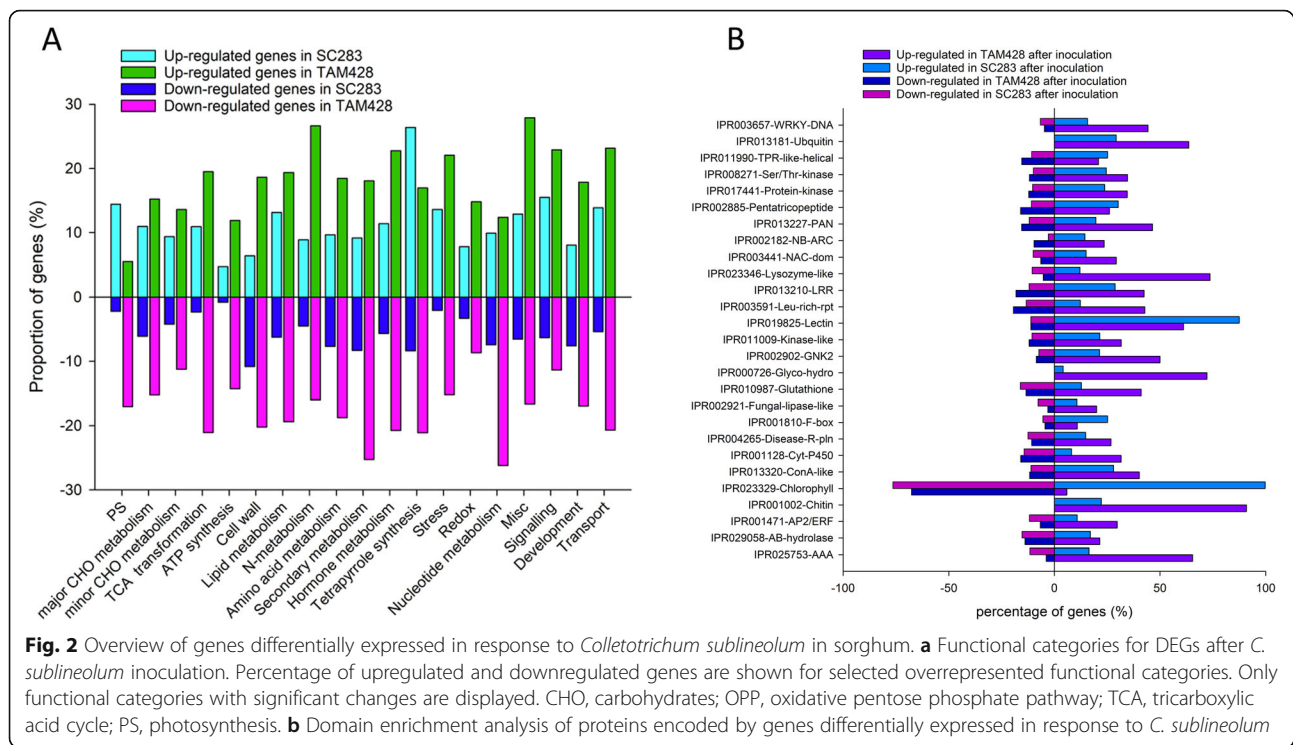 A
Up-regulated genes in SC283
Up-regulated genes in TAM428
Down-regulated genes in SC283
Down-regulated genes in TAM428
Proportion of genes (%)
30
20
10
0
-10
-20
-30
PS
major CHO metabolism
minor CHO metabolism
TCA transformation
ATP synthesis
Cell wall
Lipid metabolism
N-metabolism
Amino acid metabolism
Secondary metabolism
Hormone metabolism
Tetrapyrrole synthesis
Stress
Redox
Nucleotide metabolism
Misc
Signalling
Development
Transport
B
Up-regulated in TAM428 after inoculation
Up-regulated in SC283 after inoculation
Down-regulated in TAM428 after inoculation
Down-regulated in SC283 after inoculation
IPR003657-WRKY-DNA
IPR013181-Ubquitin
IPR011990-TPR-like-helical
IPR008271-Ser/Thr-kinase
IPR017441-Protein-kinase
IPR002885-Pentatricopeptide
IPR013227-PAN
IPR002182-NB-ARC
IPR003441-NAC-dom
IPR023346-Lysozyme-like
IPR013210-LRR
IPR003591-Leu-rich-rpt
IPR019825-Lectin
IPR011009-Kinase-like
IPR002902-GNK2
IPR000726-Glyco-hydro
IPR010987-Glutathione
IPR002921-Fungal-lipase-like
IPR001810-F-box
IPR004265-Disease-R-pln
IPR001128-Cyt-P450
IPR013320-ConA-like
IPR023329-Chlorophyll
IPR001002-Chitin
IPR001471-AP2/ERF
IPR029058-AB-hydrolase
IPR025753-AAA
-100 -50 0 50 100
percentage of genes (%)
Fig. 2 Overview of genes differentially expressed in response to Colletotrichum sublineolum in sorghum. a Functional categories for DEGs after C.
sublineolum inoculation. Percentage of upregulated and downregulated genes are shown for selected overrepresented functional categories. Only
functional categories with significant changes are displayed. CHO, carbohydrates; OPP, oxidative pentose phosphate pathway; TCA, tricarboxylic
acid cycle; PS, photosynthesis. b Domain enrichment analysis of proteins encoded by genes differentially expressed in response to C. sublineolum